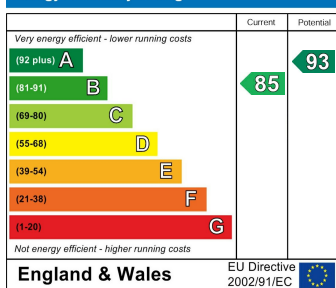 Current Potential
Very energy efficient - lower running costs
(92 plus) A
93
(81-91) B
85
(69-80) C
(55-68) D
(39-54) E
(21-38) F
(1-20) G
Not energy efficient - higher running costs
England & Wales
EU Directive
2002/91/EC